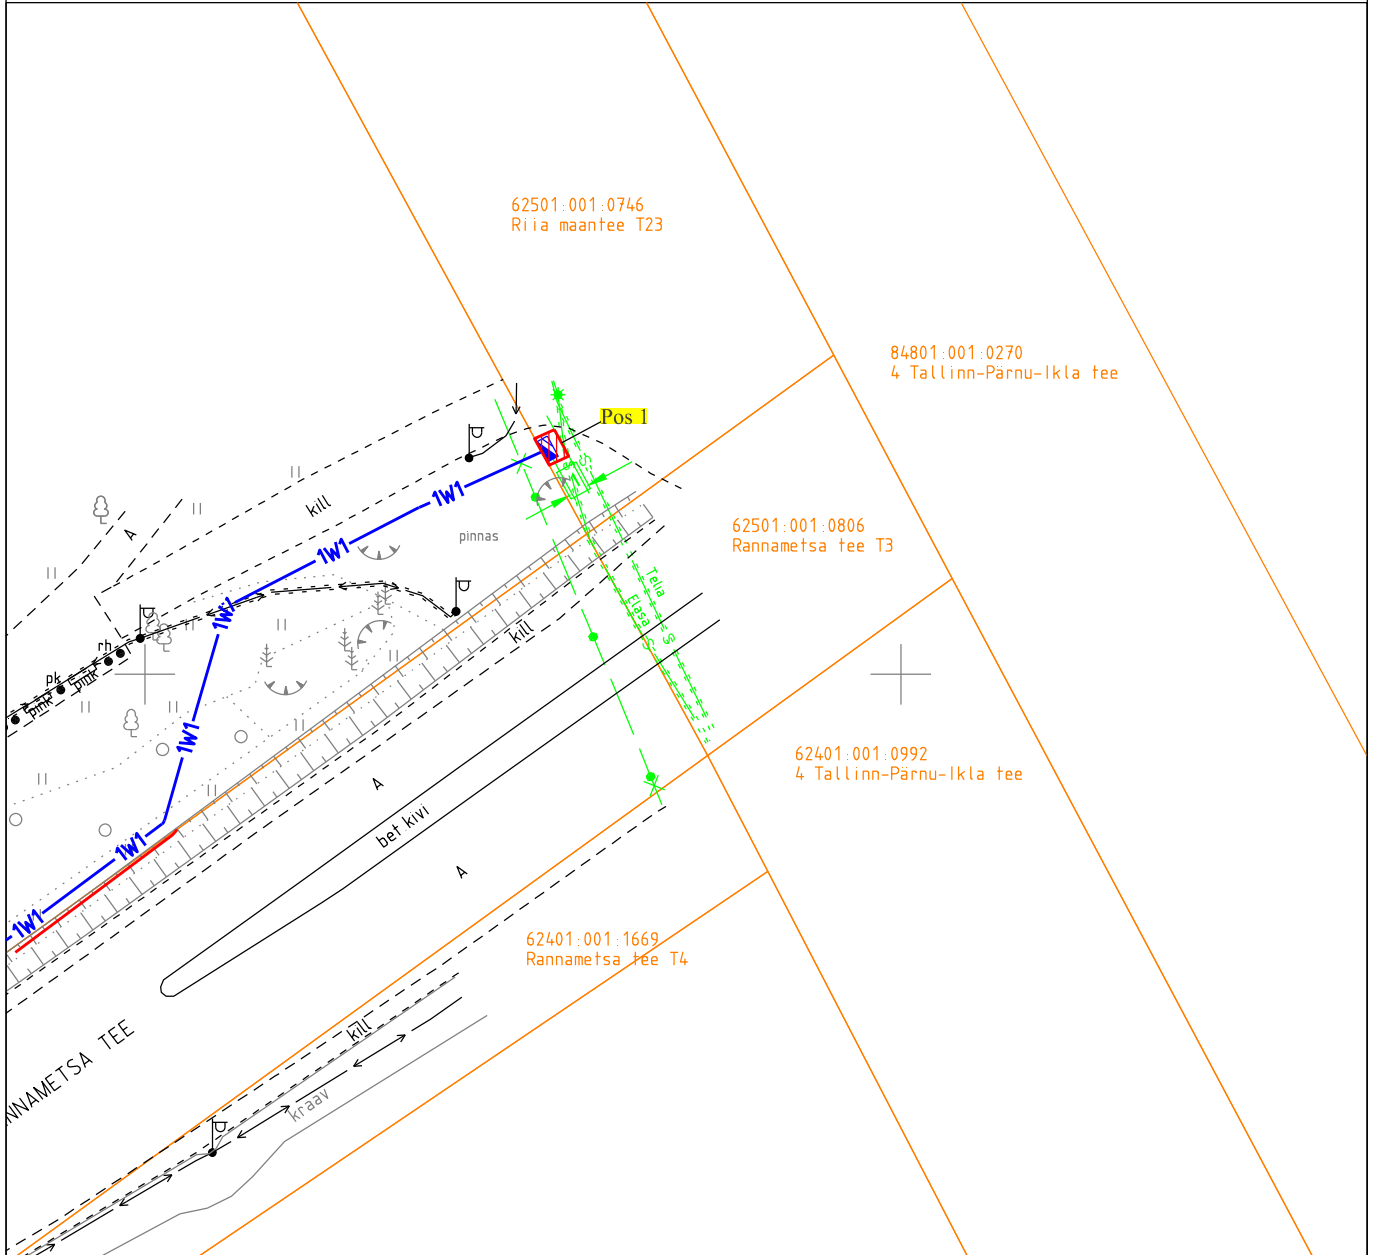 62501:001:0746
Riia maantee T23
84801:001:0270
4 Tallinn-Pärnu-Ikla tee
Pos 1
kill
1W1
A
pinnas
62501:001:0806
Rannametsa tee T3
1W1
Telia
Elasa
S
S
S
1W1
kill
rh
pk
pink
pink
1W1
62401:001:0992
4 Tallinn-Pärnu-Ikla tee
A
bet kivi
1W1
A
1W1
62401:001:1669
Rannametsa tee T4
kill
NNAMETSA TEE
kraav